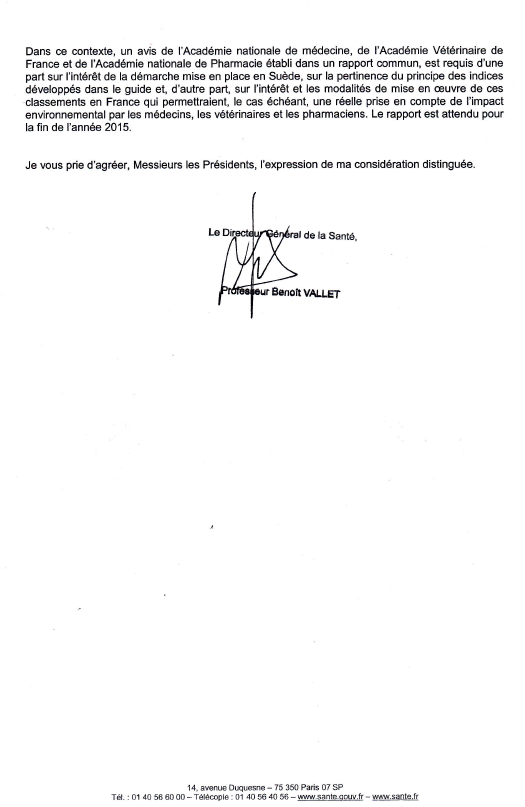 Dans ce contexte, un avis de l'Académie nationale de médecine, de l'Académie Vétérinaire de
France et de l'Académie nationale de Pharmacie établi dans un rapport commun, est requis d'une
part sur l'intérêt de la démarche mise en place en Suède, sur la pertinence du principe des indices
développés dans le guide et, d'autre part, sur l'intérêt et les modalités de mise en œuvre de ces
classements en France qui permettraient, le cas échéant, une réelle prise en compte de l'impact
environnemental par les médecins, les vétérinaires et les pharmaciens. Le rapport est attendu pour
la fin de l'année 2015.
Je vous prie d'agréer, Messieurs les Présidents, l'expression de ma considération distinguée.
Le Directeur Général de la Santé,
Professeur Benoît VALLET
14, avenue Duquesne – 75 350 Paris 07 SP
Tél. : 01 40 56 60 00 – Télécopie : 01 40 56 40 56 – www.sante.gouv.fr – www.sante.fr